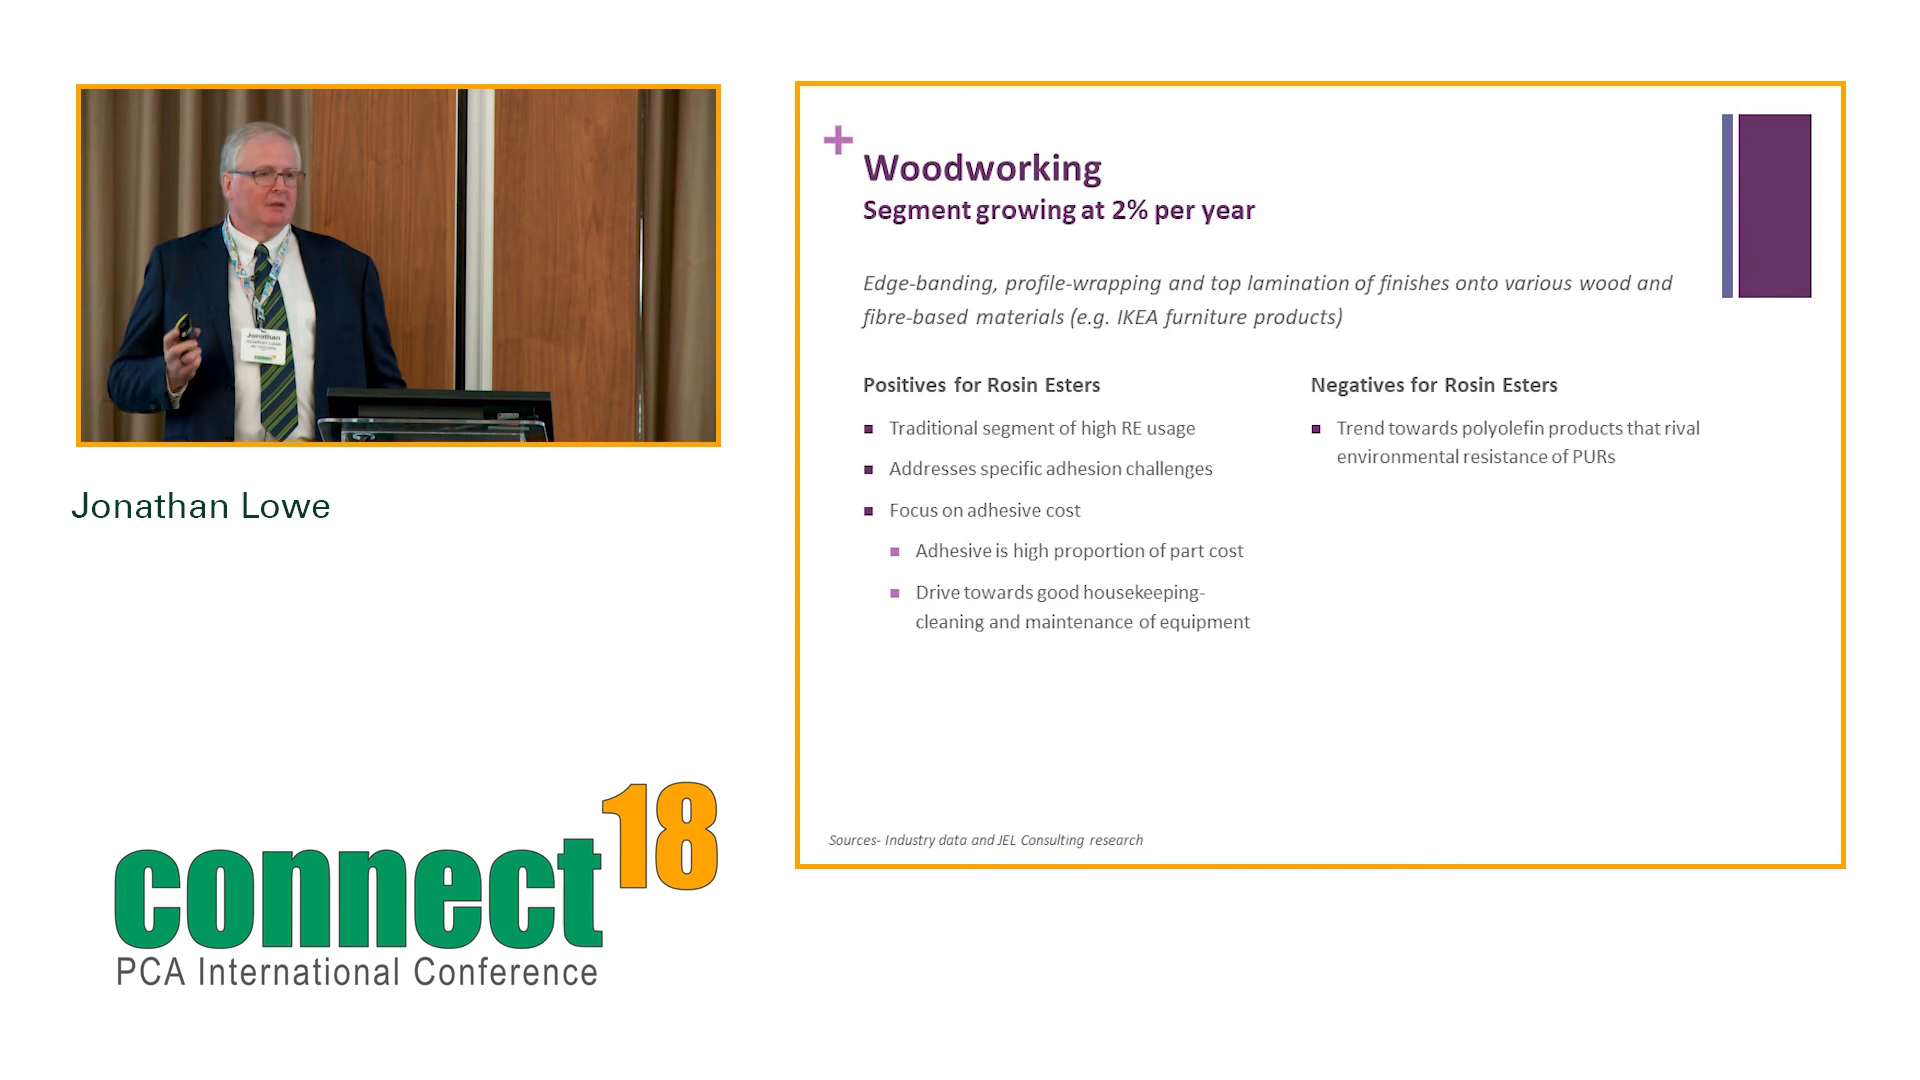 Jonathan
Jonathan Lowe
Jonathan Lowe
connect18
PCA International Conference
+
Woodworking
Segment growing at 2% per year
Edge-banding, profile-wrapping and top lamination of finishes onto various wood and
fibre-based materials (e.g. IKEA furniture products)
Positives for Rosin Esters
Traditional segment of high RE usage
Addresses specific adhesion challenges
Focus on adhesive cost
Adhesive is high proportion of part cost
Drive towards good housekeeping-
cleaning and maintenance of equipment
Negatives for Rosin Esters
Trend towards polyolefin products that rival
environmental resistance of PURs
Sources- Industry data and JEL Consulting research